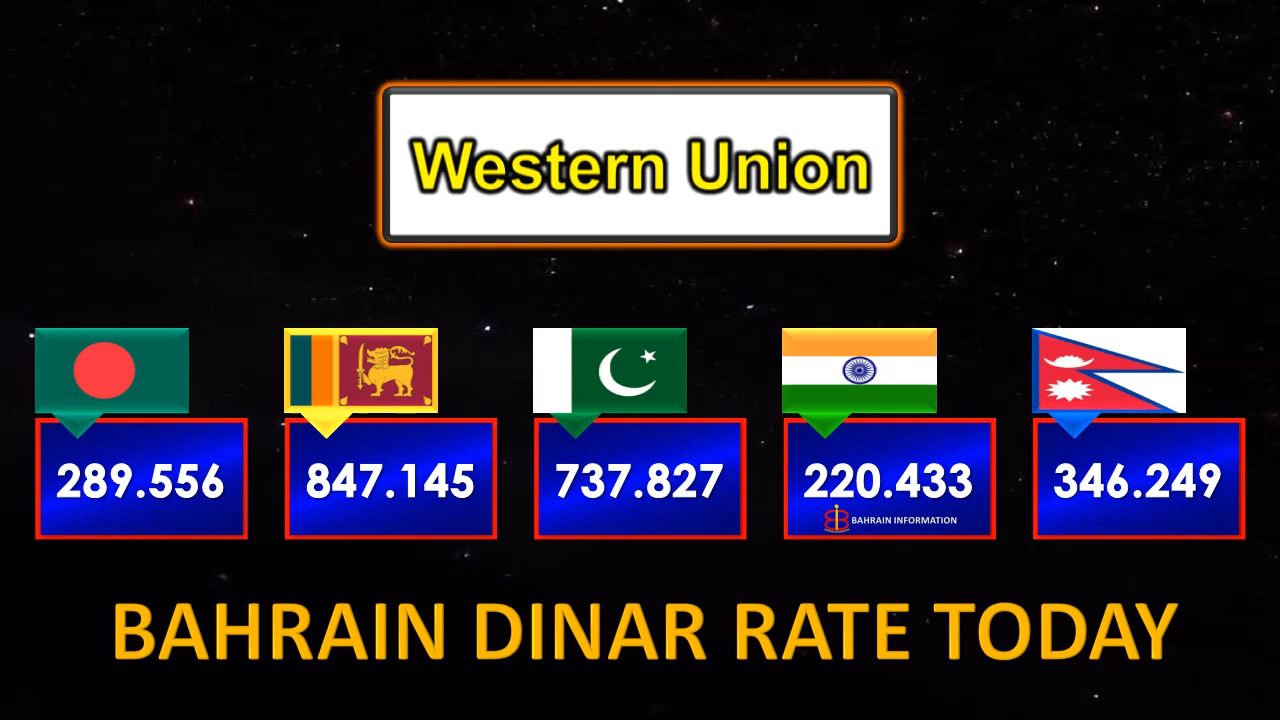 Western Union
289.556
847.145
737.827
220.433
346.249
BAHRAIN INFORMATION
BAHRAIN DINAR RATE TODAY